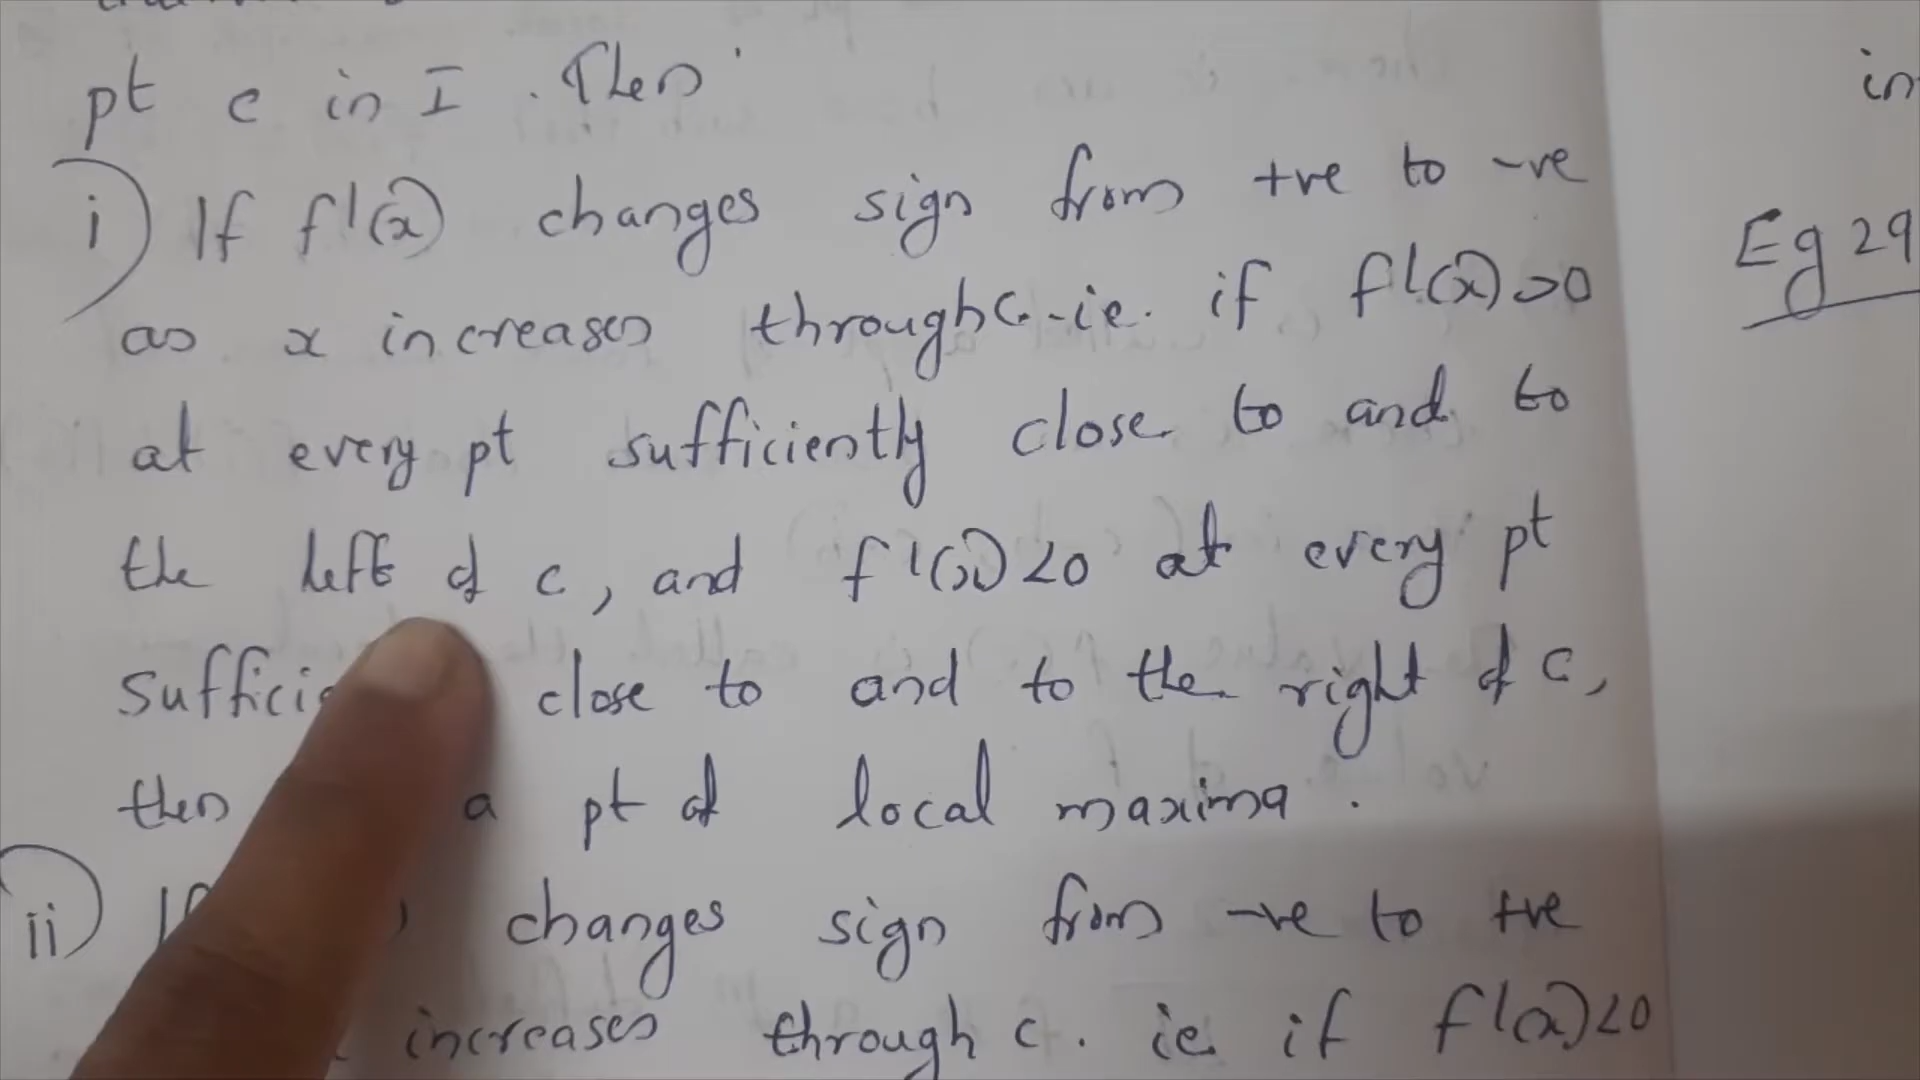 pt c in I. Then
i) If f'(x) changes sign from +ve to -ve
as x increases through c. ie. if f'(x) >0
at every pt sufficiently close to and to
the left of c, and f'(x) <0 at every pt
close to and to the right of c,
then a pt of local maxima.
ii) If changes sign from -ve to +ve
increases through c. ie. if f'(x) <0
in
Eg 29